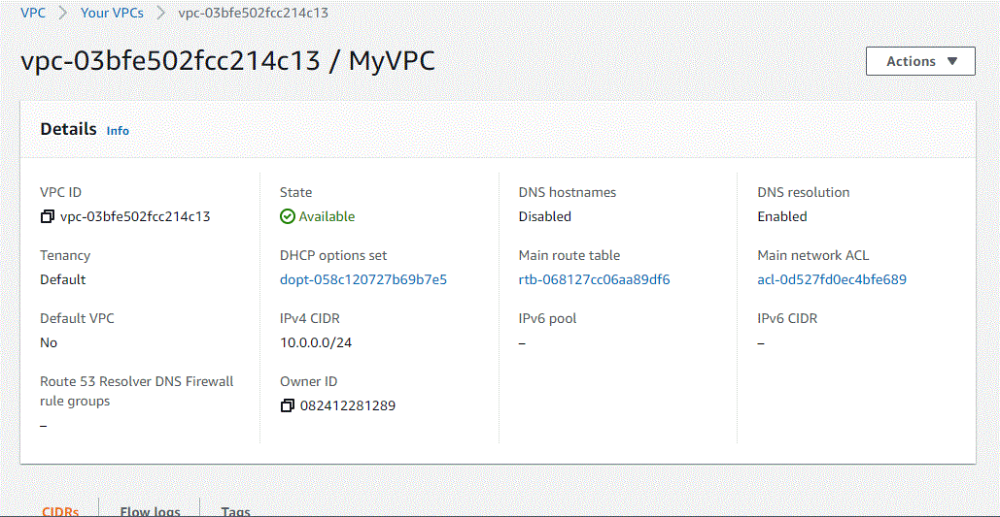 VPC > Your VPCs > vpc-03bfe502fcc214c13
vpc-03bfe502fcc214c13 / MyVPC
Actions ▼
Details Info
VPC ID
vpc-03bfe502fcc214c13
State
Available
DNS hostnames
Disabled
DNS resolution
Enabled
Tenancy
Default
DHCP options set
dopt-058c120727b69b7e5
Main route table
rtb-068127cc06aa89df6
Main network ACL
acl-0d527fd0ec4bfe689
Default VPC
No
IPv4 CIDR
10.0.0.0/24
IPv6 pool
–
IPv6 CIDR
–
Route 53 Resolver DNS Firewall
rule groups
–
Owner ID
082412281289
CIDRs
Flow logs
Tags